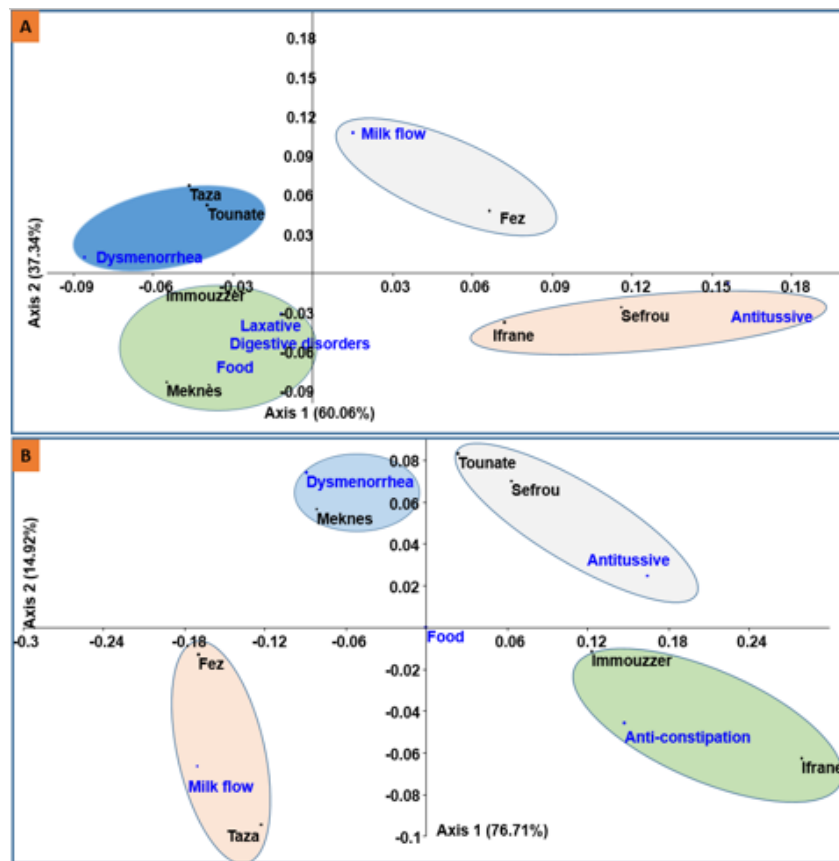 A
0.18
0.15
0.12
Milk flow
0.09
Taza
0.06
Tounate
Fez
0.03
Dysmenorrhea
Axis 2 (37.34%)
-0.09 -0.06 -0.03 0.03 0.06 0.09 0.12 0.15 0.18
Immouzzer
-0.03
Sefrou
Antitussive
Laxative
Ifrane
Digestive disorders
-0.06
Food
Meknès
-0.09
Axis 1 (60.06%)
B
0.08
Tounate
Dysmenorrhea
Sefrou
0.06
Meknes
0.04
Antitussive
0.02
Axis 2 (14.92%)
-0.3 -0.24 -0.18 -0.12 -0.06 0.06 0.12 0.18 0.24
Food
Fez
-0.02
Immouzzer
-0.04
Anti-constipation
-0.06
Ifrane
Milk flow
-0.08
Taza
-0.1
Axis 1 (76.71%)